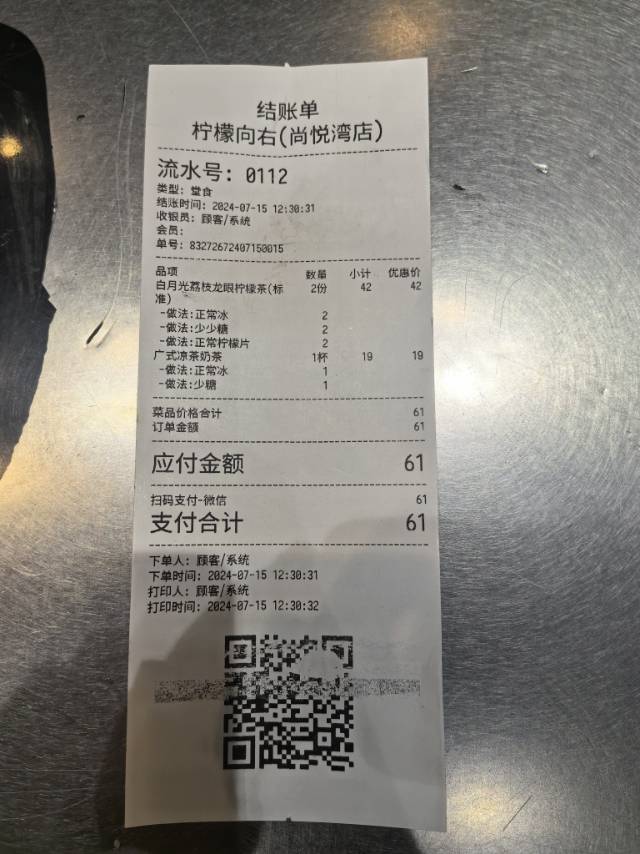 结账单
柠檬向右(尚悦湾店)
流水号: 0112
类型: 堂食
结账时间: 2024-07-15 12:30:31
收银员: 顾客/系统
会员:
单号: 83272672407150015
品项 数量 小计 优惠价
白月光荔枝龙眼柠檬茶(标 2份 42 42
准)
-做法:正常冰 2
-做法:少少糖 2
-做法:正常柠檬片 2
广式凉茶奶茶 1杯 19 19
-做法:正常冰 1
-做法:少糖 1
菜品价格合计 61
订单金额 61
应付金额 61
扫码支付-微信 61
支付合计 61
下单人: 顾客/系统
下单时间: 2024-07-15 12:30:31
打印人: 顾客/系统
打印时间: 2024-07-15 12:30:32